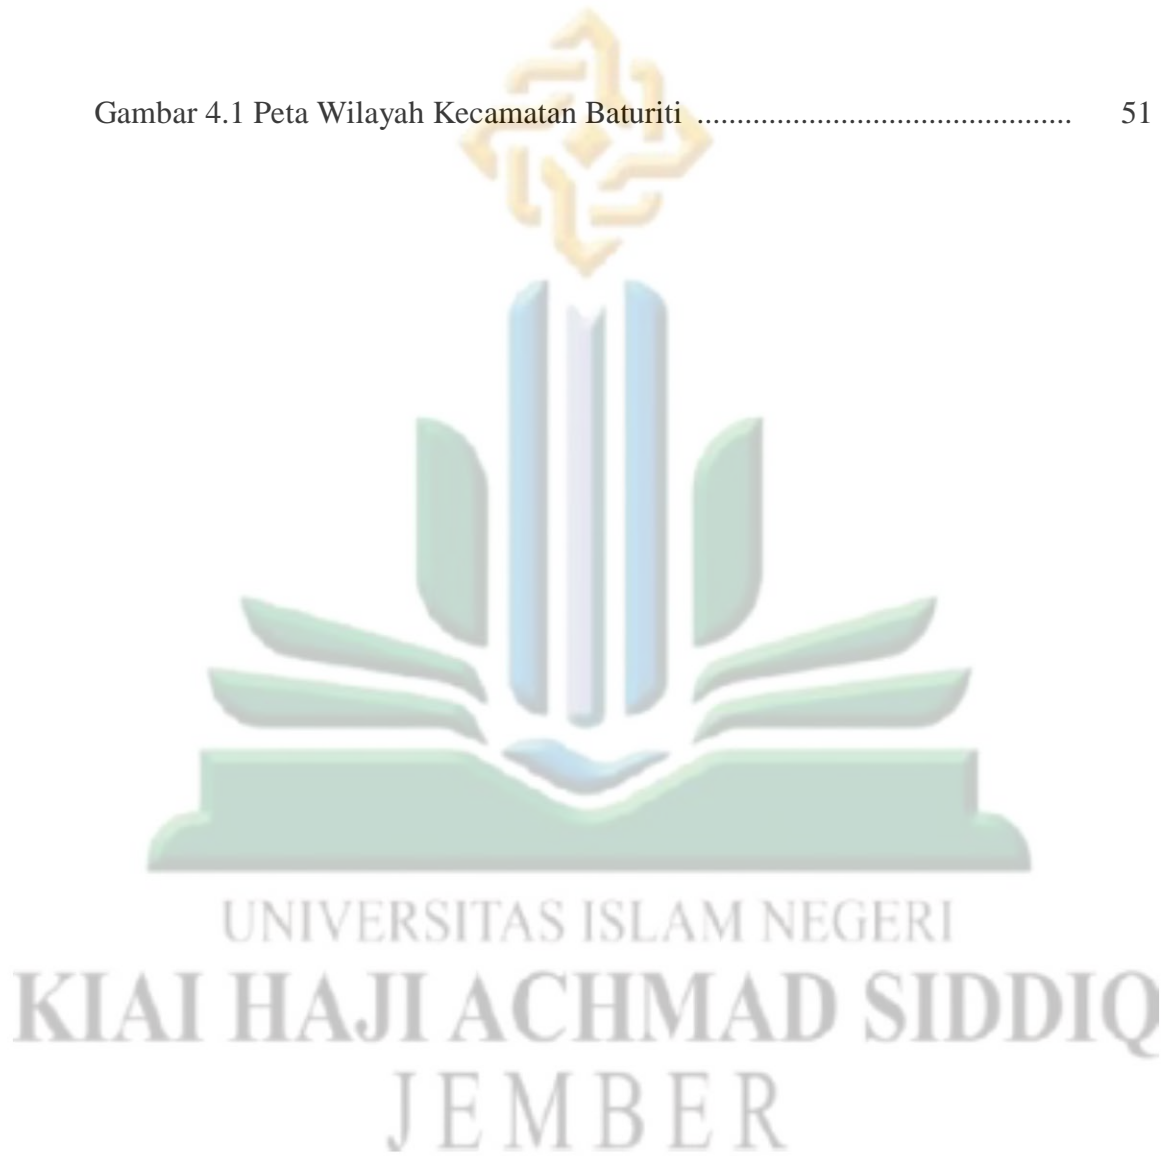 Gambar 4.1 Peta Wilayah Kecamatan Baturiti ............................................... 51
UNIVERSITAS ISLAM NEGERI
KIAI HAJI ACHMAD SIDDIQ
JEMBER